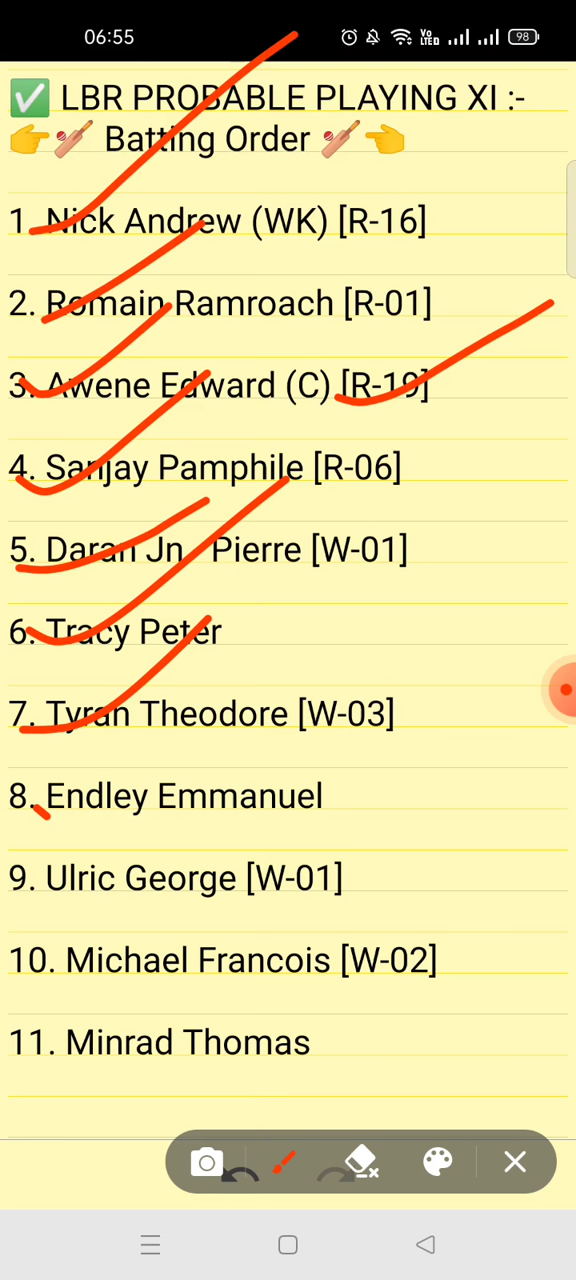 06:55
VoLTED 98
✅ LBR PROBABLE PLAYING XI :-
👉🏏 Batting Order 🏏👈
1. Nick Andrew (WK) [R-16]
2. Romain Ramroach [R-01]
3. Awene Edward (C) [R-19]
4. Sanjay Pamphile [R-06]
5. Daran Jn Pierre [W-01]
6. Tracy Peter
7. Tyran Theodore [W-03]
8. Endley Emmanuel
9. Ulric George [W-01]
10. Michael Francois [W-02]
11. Minrad Thomas